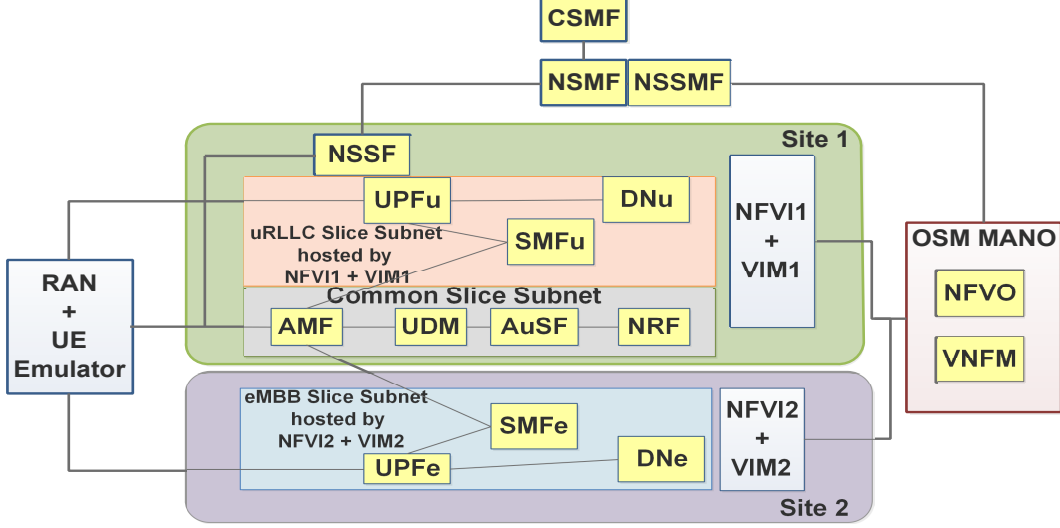 CSMF
NSMF
NSSMF
Site 1
NSSF
UPFu
DNu
uRLLC Slice Subnet
hosted by
NFVI1 + VIM1
SMFu
NFVI1
+
VIM1
OSM MANO
NFVO
VNFM
RAN
+
UE
Emulator
Common Slice Subnet
AMF
UDM
AuSF
NRF
eMBB Slice Subnet
hosted by
NFVI2 + VIM2
SMFe
UPFe
DNe
NFVI2
+
VIM2
Site 2